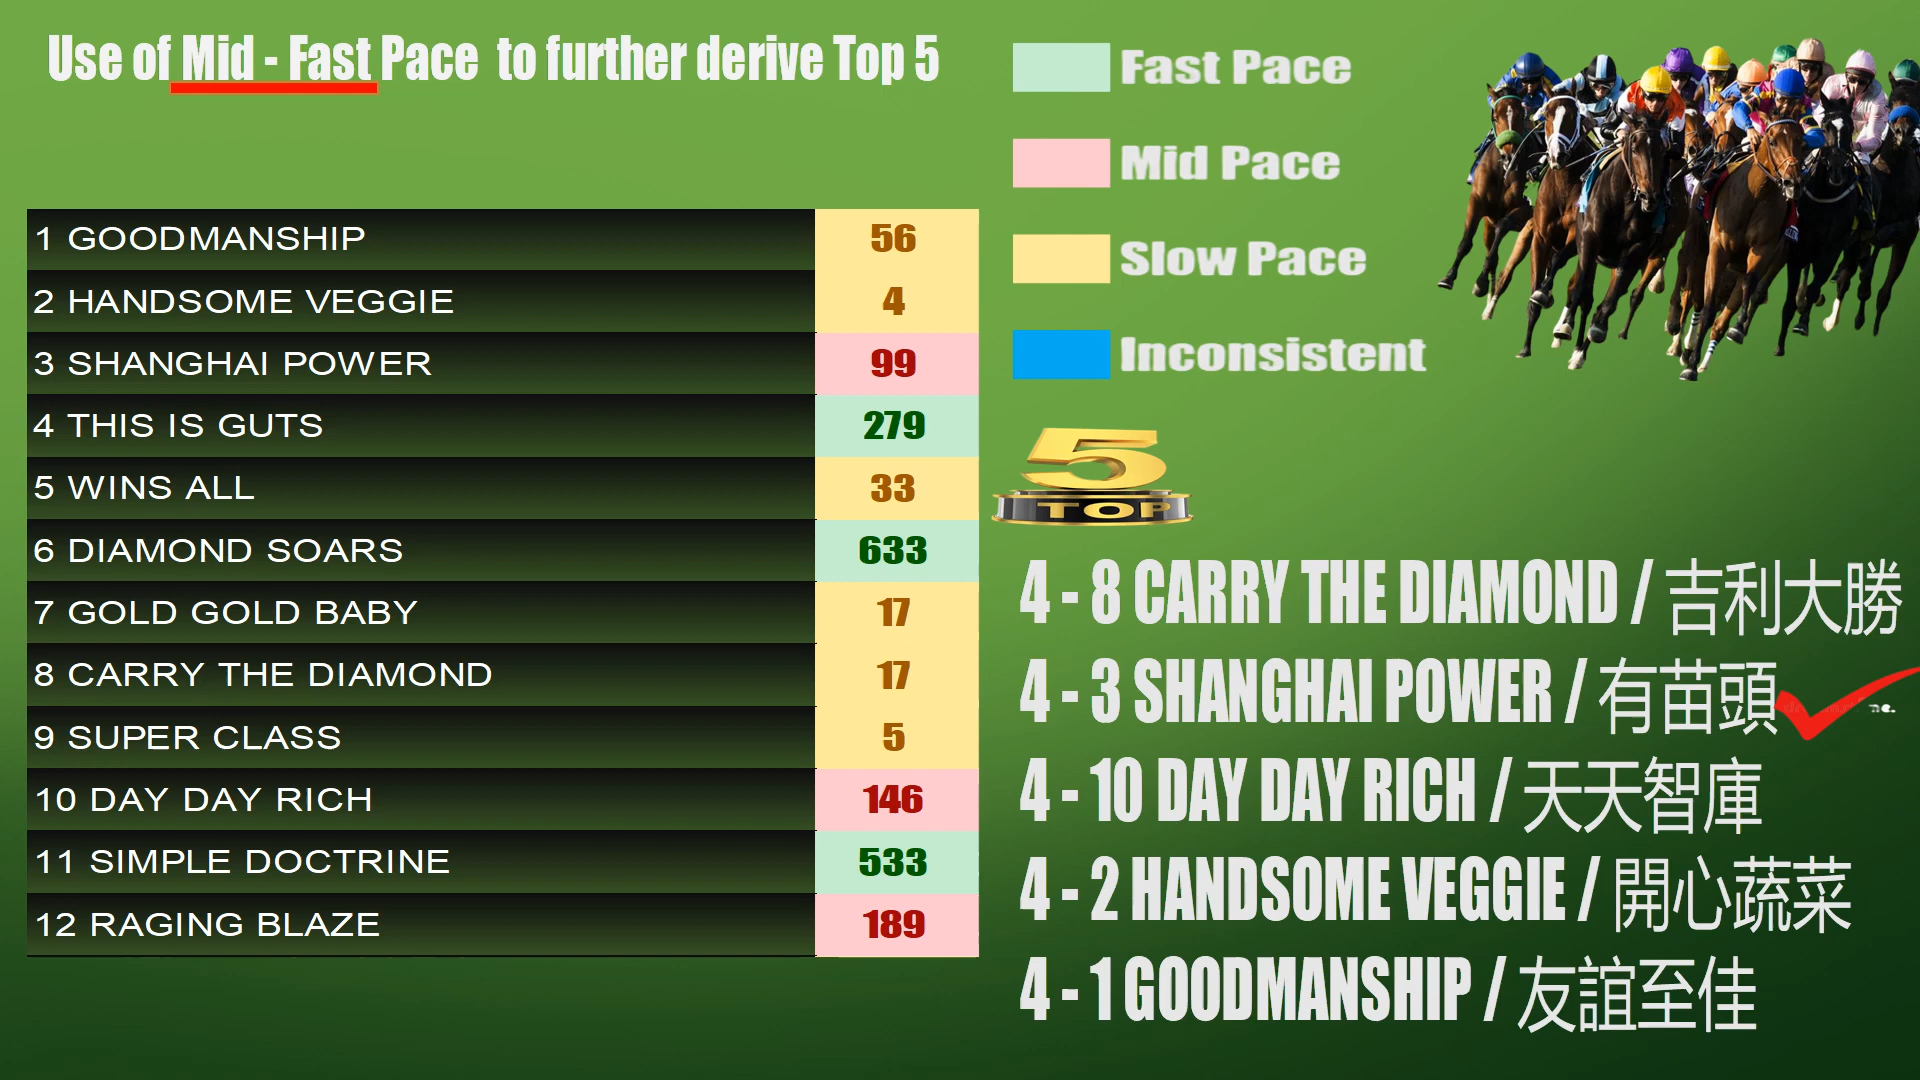 Use of Mid - Fast Pace to further derive Top 5
Fast Pace
Mid Pace
Slow Pace
Inconsistent
1 GOODMANSHIP 56
2 HANDSOME VEGGIE 4
3 SHANGHAI POWER 99
4 THIS IS GUTS 279
5 WINS ALL 33
6 DIAMOND SOARS 633
7 GOLD GOLD BABY 17
8 CARRY THE DIAMOND 17
9 SUPER CLASS 5
10 DAY DAY RICH 146
11 SIMPLE DOCTRINE 533
12 RAGING BLAZE 189
5
TOP
4 - 8 CARRY THE DIAMOND / 吉利大勝
4 - 3 SHANGHAI POWER / 有苗頭
4 - 10 DAY DAY RICH / 天天智庫
4 - 2 HANDSOME VEGGIE / 開心蔬菜
4 - 1 GOODMANSHIP / 友誼至佳